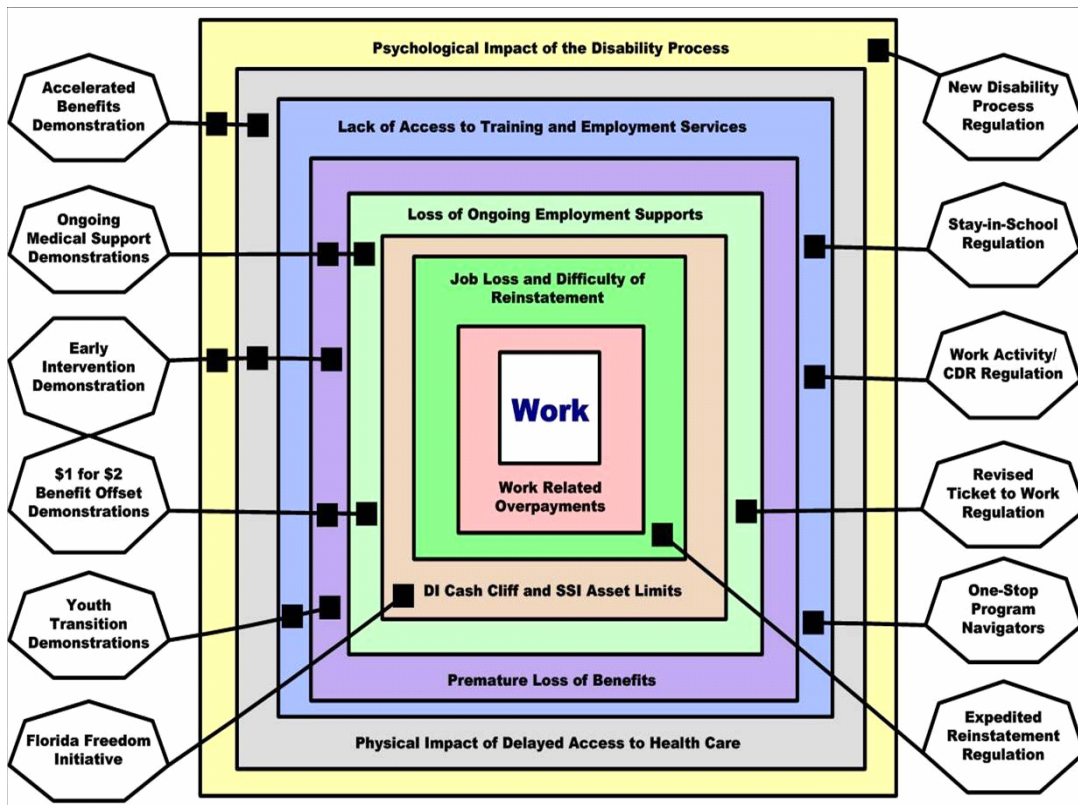 Psychological Impact of the Disability Process
Accelerated
Benefits
Demonstration
New Disability
Process
Regulation
Lack of Access to Training and Employment Services
Ongoing
Medical Support
Demonstrations
Loss of Ongoing Employment Supports
Stay-in-School
Regulation
Job Loss and Difficulty of
Reinstatement
Early
Intervention
Demonstration
Work
Work Activity/
CDR Regulation
$1 for $2
Benefit Offset
Demonstrations
Work Related
Overpayments
Revised
Ticket to Work
Regulation
Youth
Transition
Demonstrations
DI Cash Cliff and SSI Asset Limits
One-Stop
Program
Navigators
Premature Loss of Benefits
Florida Freedom
Initiative
Physical Impact of Delayed Access to Health Care
Expedited
Reinstatement
Regulation